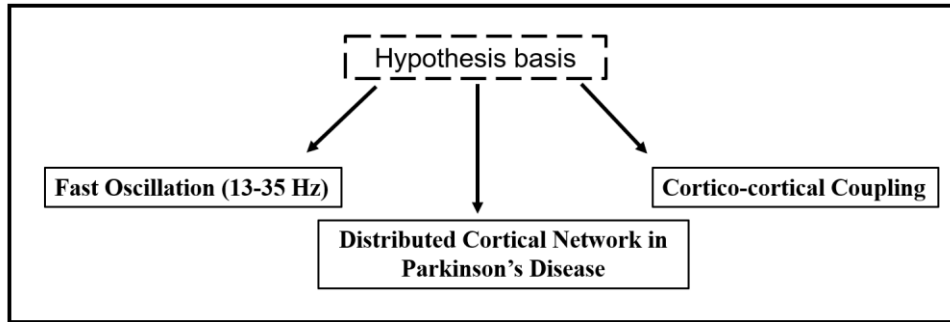 Hypothesis basis
Fast Oscillation (13-35 Hz)
Cortico-cortical Coupling
Distributed Cortical Network in
Parkinson's Disease